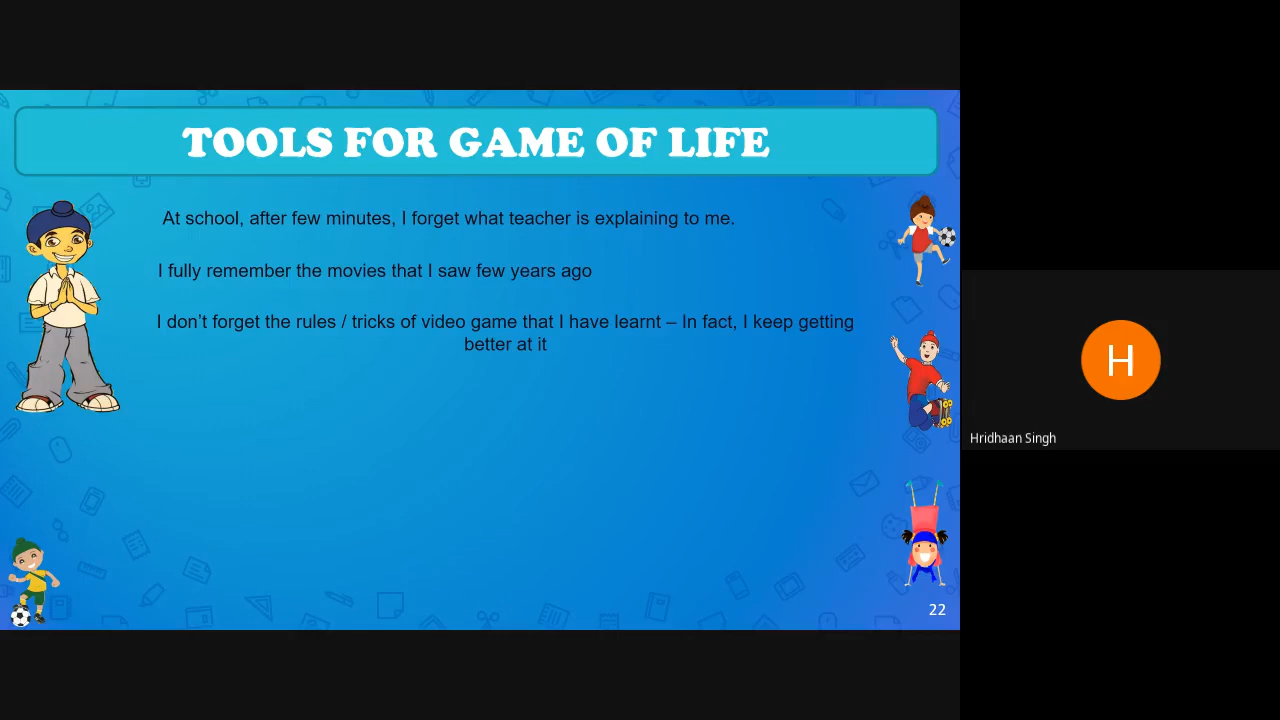 TOOLS FOR GAME OF LIFE
At school, after few minutes, I forget what teacher is explaining to me.
I fully remember the movies that I saw few years ago
I don’t forget the rules / tricks of video game that I have learnt – In fact, I keep getting
better at it
22
H
Hridhaan Singh